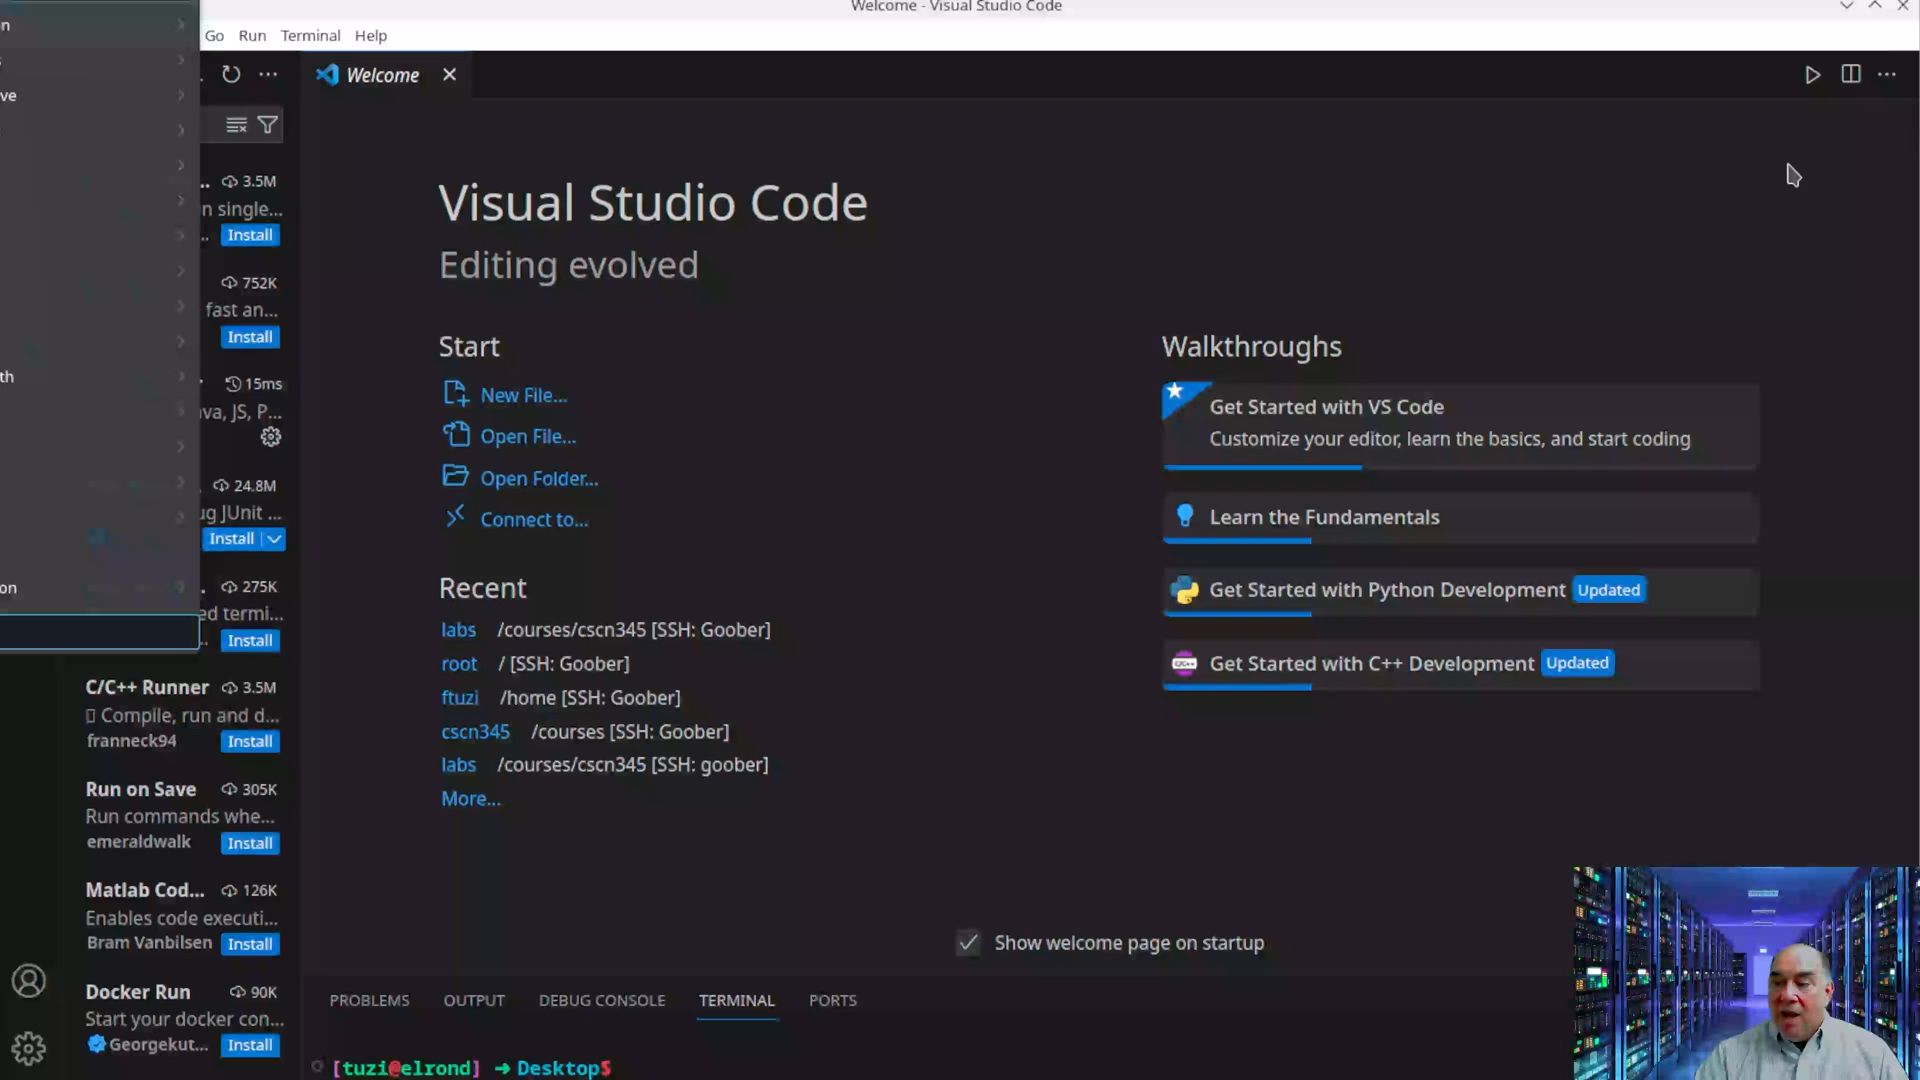 Welcome - Visual Studio Code
Go Run Terminal Help
Welcome
3.5M
n single...
Install
752K
fast an...
Install
15ms
ava, JS, P...
24.8M
ug JUnit ...
Install
275K
ed termi...
Install
C/C++ Runner 3.5M
Compile, run and d...
franneck94 Install
Run on Save 305K
Run commands whe...
emeraldwalk Install
Matlab Cod... 126K
Enables code executi...
Bram Vanbilsen Install
Docker Run 90K
Start your docker con...
Georgekut... Install
Visual Studio Code
Editing evolved
Start
New File...
Open File...
Open Folder...
Connect to...
Recent
labs /courses/cscn345 [SSH: Goober]
root / [SSH: Goober]
ftuzi /home [SSH: Goober]
cscn345 /courses [SSH: Goober]
labs /courses/cscn345 [SSH: goober]
More...
Walkthroughs
Get Started with VS Code
Customize your editor, learn the basics, and start coding
Learn the Fundamentals
Get Started with Python Development Updated
Get Started with C++ Development Updated
Show welcome page on startup
PROBLEMS OUTPUT DEBUG CONSOLE TERMINAL PORTS
[tuzi@elrond] ➜ Desktop$